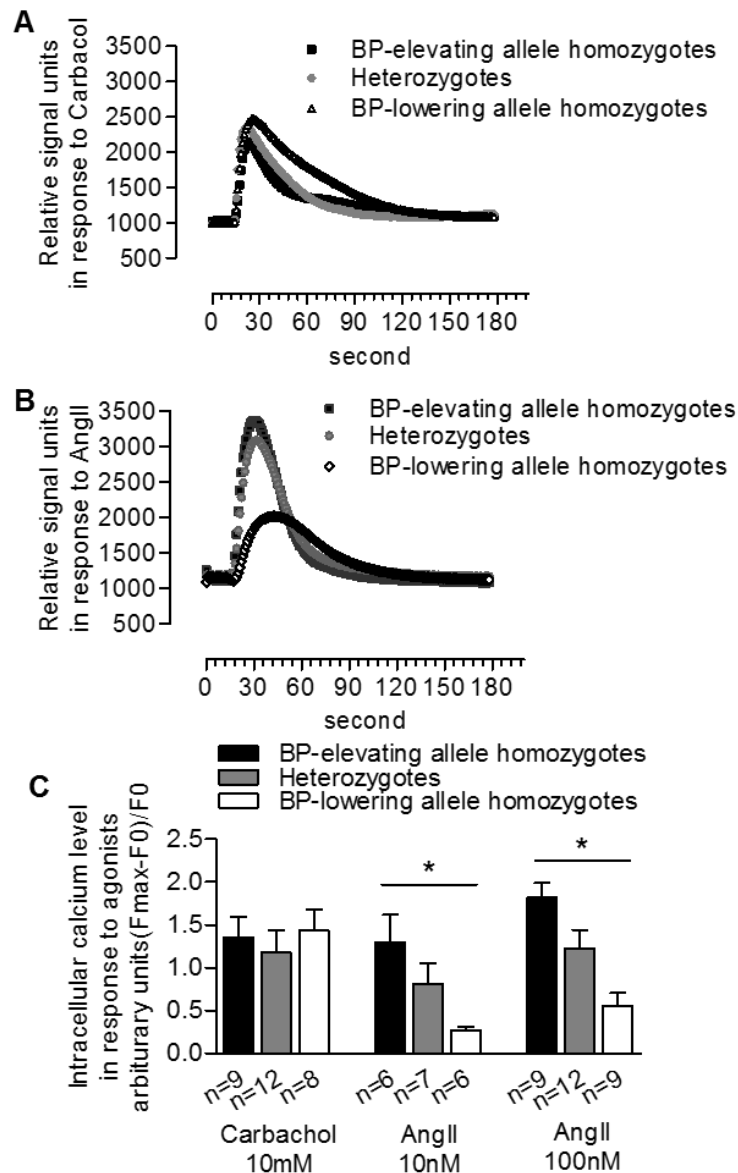 A
Relative signal units
in response to Carbacol
3500
3000
2500
2000
1500
1000
500
BP-elevating allele homozygotes
Heterozygotes
BP-lowering allele homozygotes
0 30 60 90 120 150 180
second
B
Relative signal units
in response to AngII
3500
3000
2500
2000
1500
1000
500
BP-elevating allele homozygotes
Heterozygotes
BP-lowering allele homozygotes
0 30 60 90 120 150 180
second
C
BP-elevating allele homozygotes
Heterozygotes
BP-lowering allele homozygotes
Intracellular calcium level
in response to agonists
arbiturary units(Fmax-F0)/F0
2.5
2.0
1.5
1.0
0.5
0.0
* *
n=9 n=12 n=8 n=6 n=7 n=6 n=9 n=12 n=9
Carbachol AngII AngII
10mM 10nM 100nM